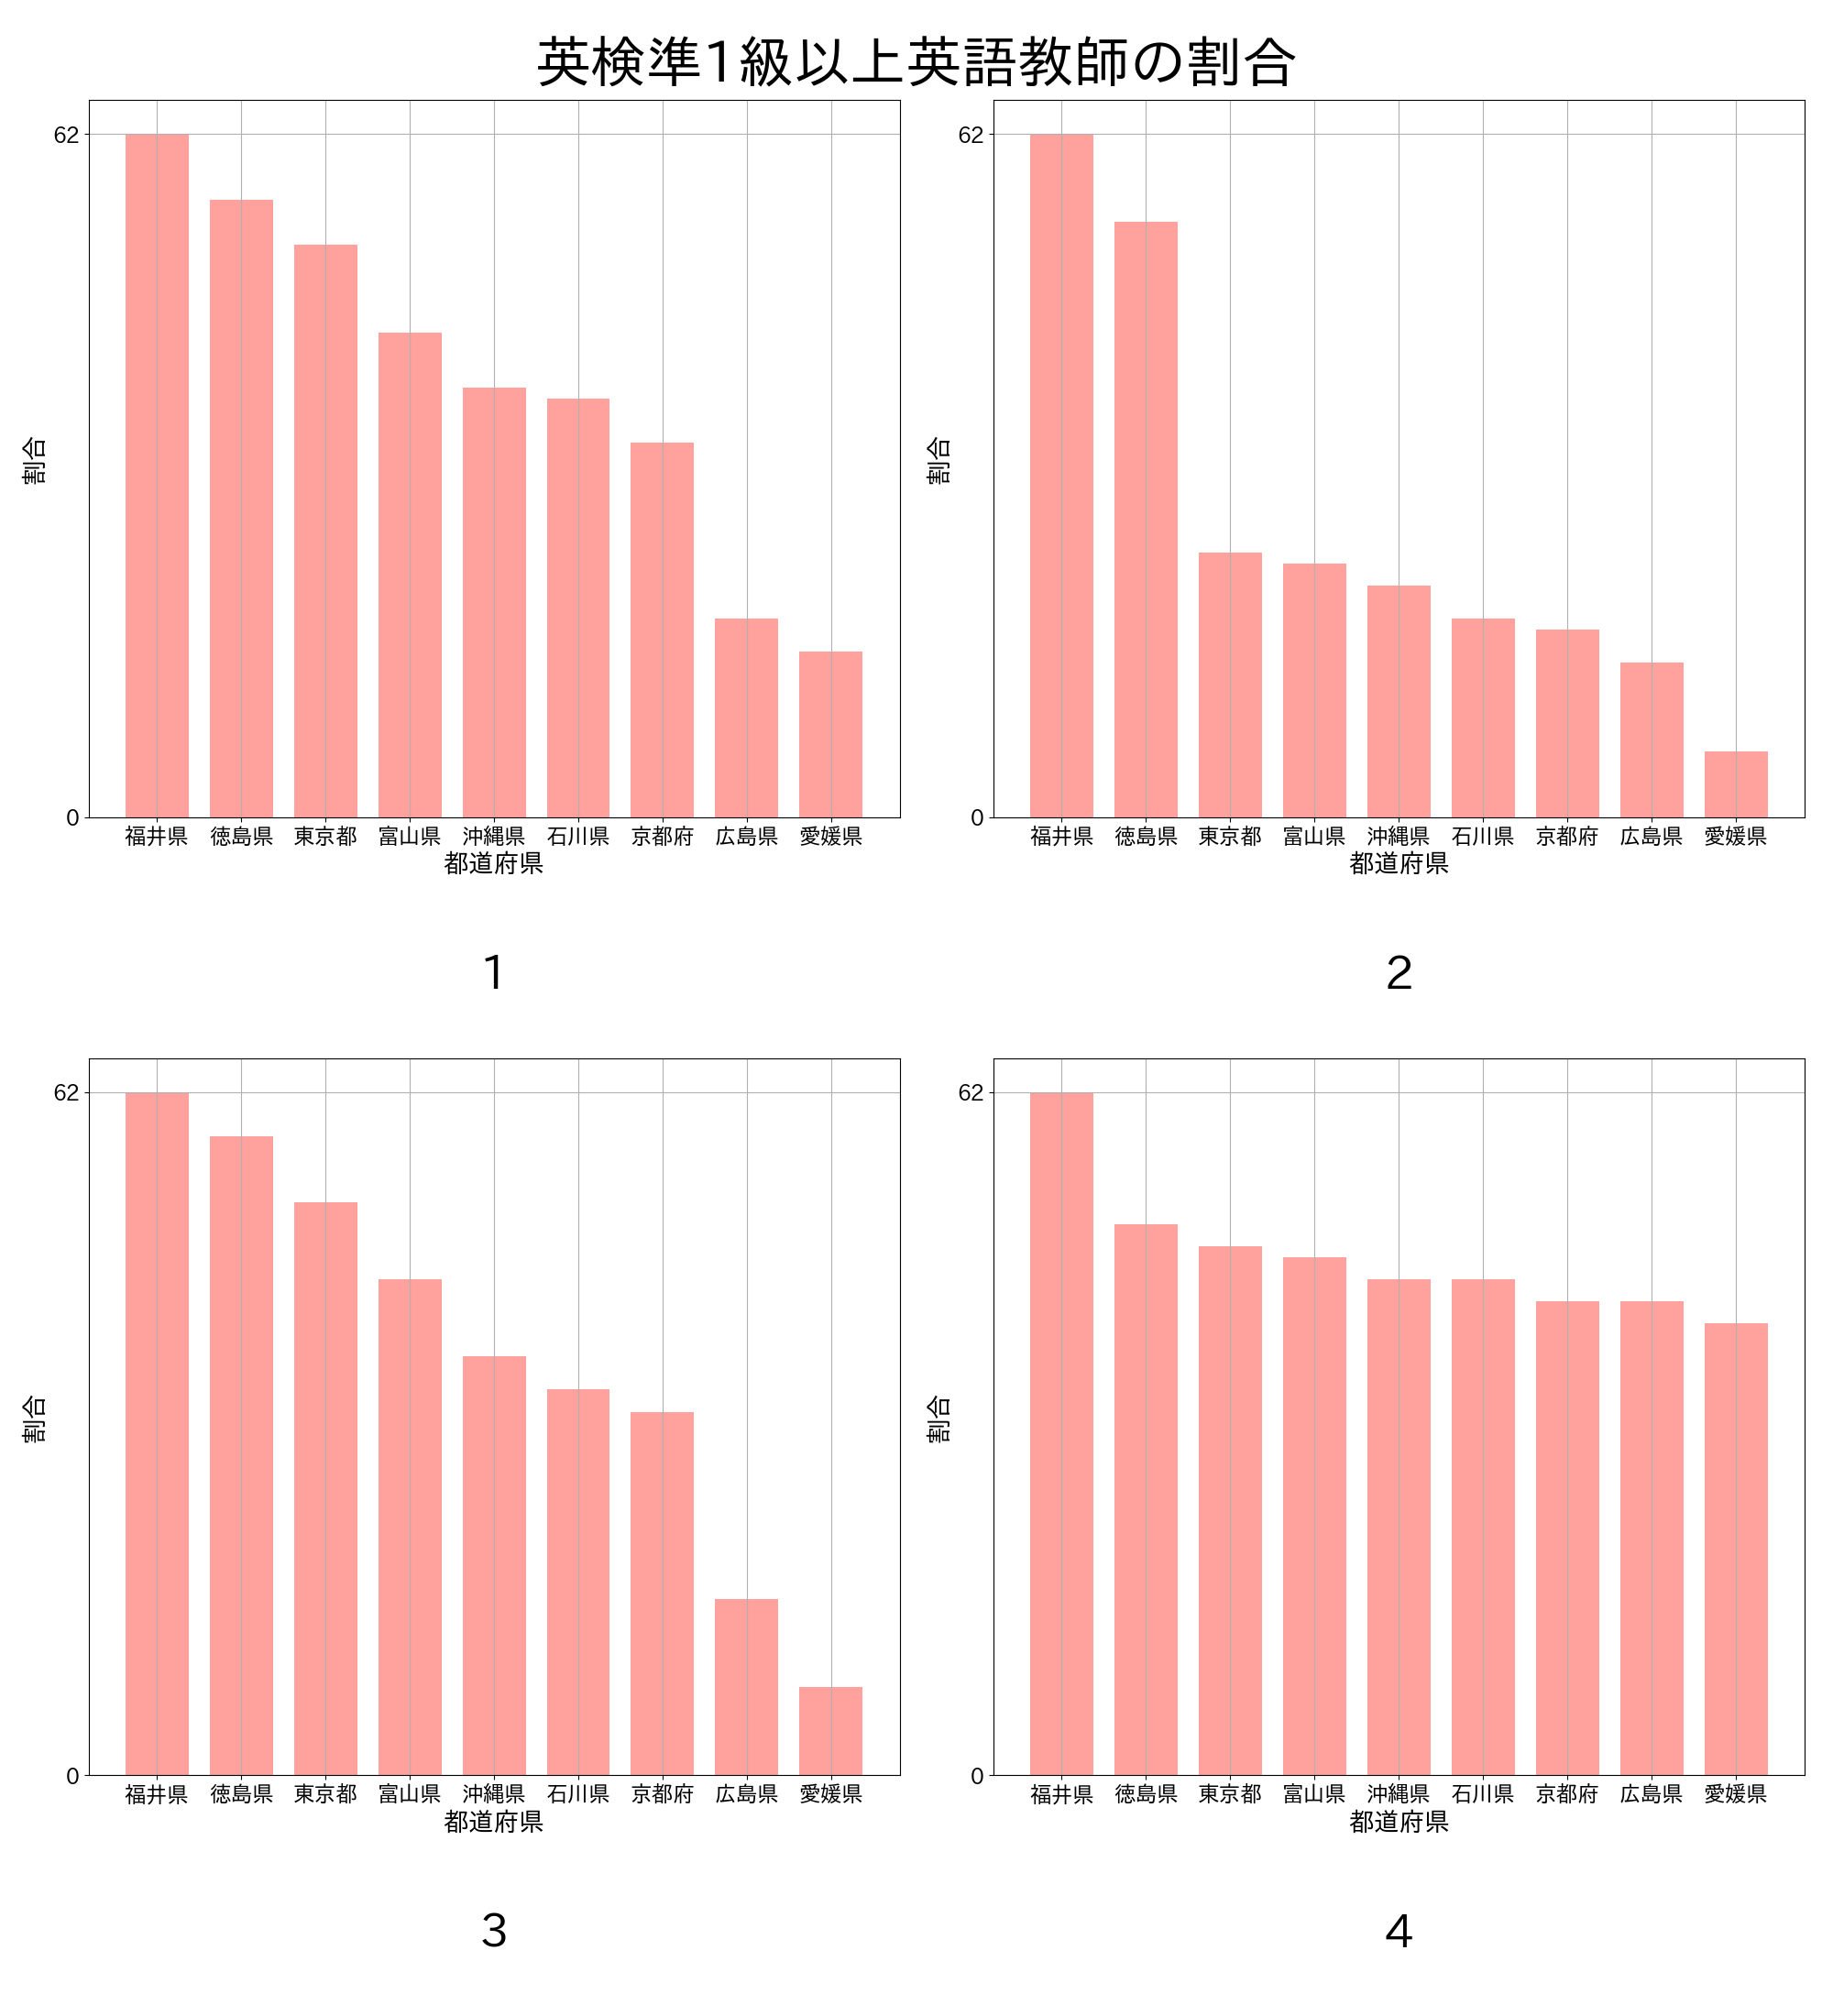 英検準1級以上英語教師の割合
62
0
割合
福井県 徳島県 東京都 富山県 沖縄県 石川県 京都府 広島県 愛媛県
都道府県
1
62
0
割合
福井県 徳島県 東京都 富山県 沖縄県 石川県 京都府 広島県 愛媛県
都道府県
2
62
0
割合
福井県 徳島県 東京都 富山県 沖縄県 石川県 京都府 広島県 愛媛県
都道府県
3
62
0
割合
福井県 徳島県 東京都 富山県 沖縄県 石川県 京都府 広島県 愛媛県
都道府県
4